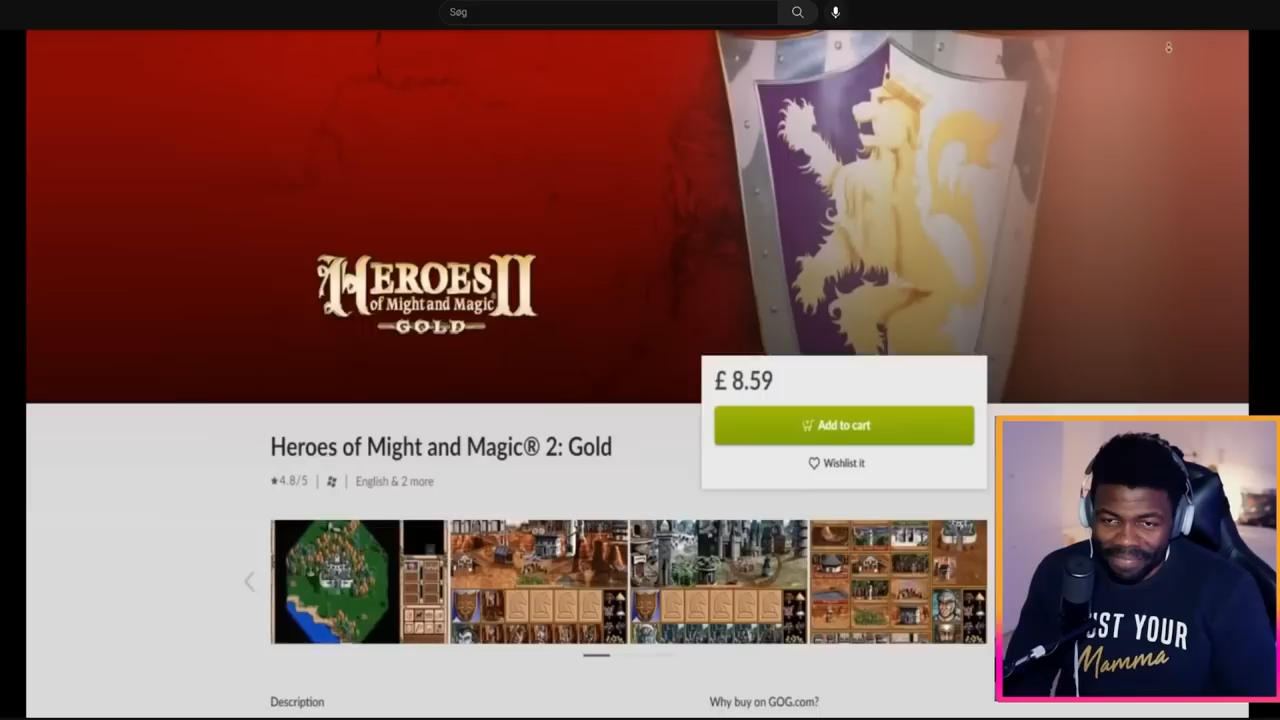 Søg
HEROES II
of Might and Magic
GOLD
£ 8.59
Add to cart
Wishlist it
Heroes of Might and Magic® 2: Gold
4.8/5 | | English & 2 more
UST YOUR
Mamma
Description
Why buy on GOG.com?